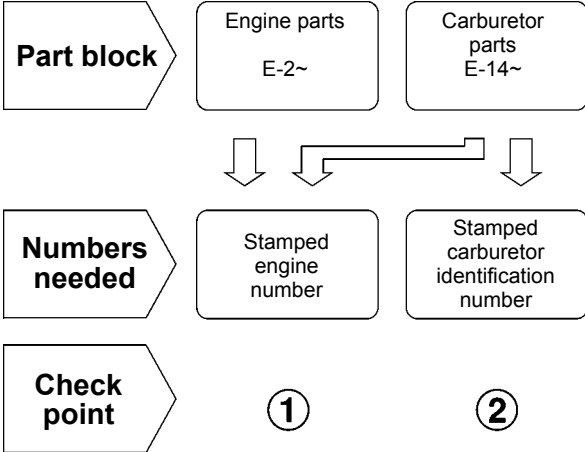 Part block
Engine parts
E-2~
Carburetor
parts
E-14~
Numbers
needed
Stamped
engine
number
Stamped
carburetor
identification
number
Check
point
①
②